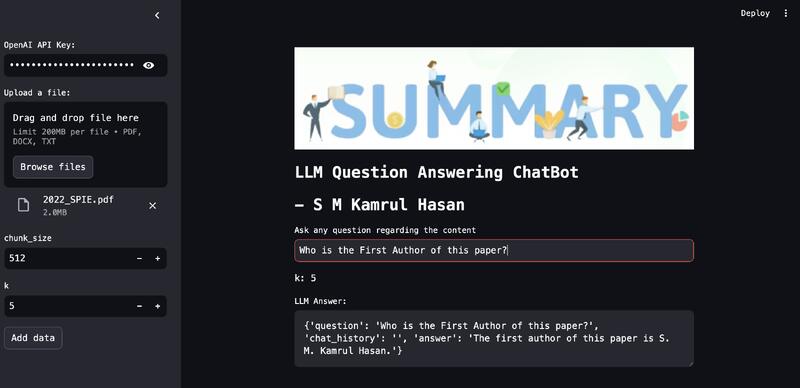 Deploy
OpenAI API Key:
••••••••••••••••••••••••
Upload a file:
Drag and drop file here
Limit 200MB per file • PDF,
DOCX, TXT
Browse files
2022_SPIE.pdf
2.0MB
chunk_size
512
k
5
Add data
SUMMARY
LLM Question Answering ChatBot
– S M Kamrul Hasan
Ask any question regarding the content
Who is the First Author of this paper?
k: 5
LLM Answer:
{'question': 'Who is the First Author of this paper?',
'chat_history': '', 'answer': 'The first author of this paper is S.
M. Kamrul Hasan.'}